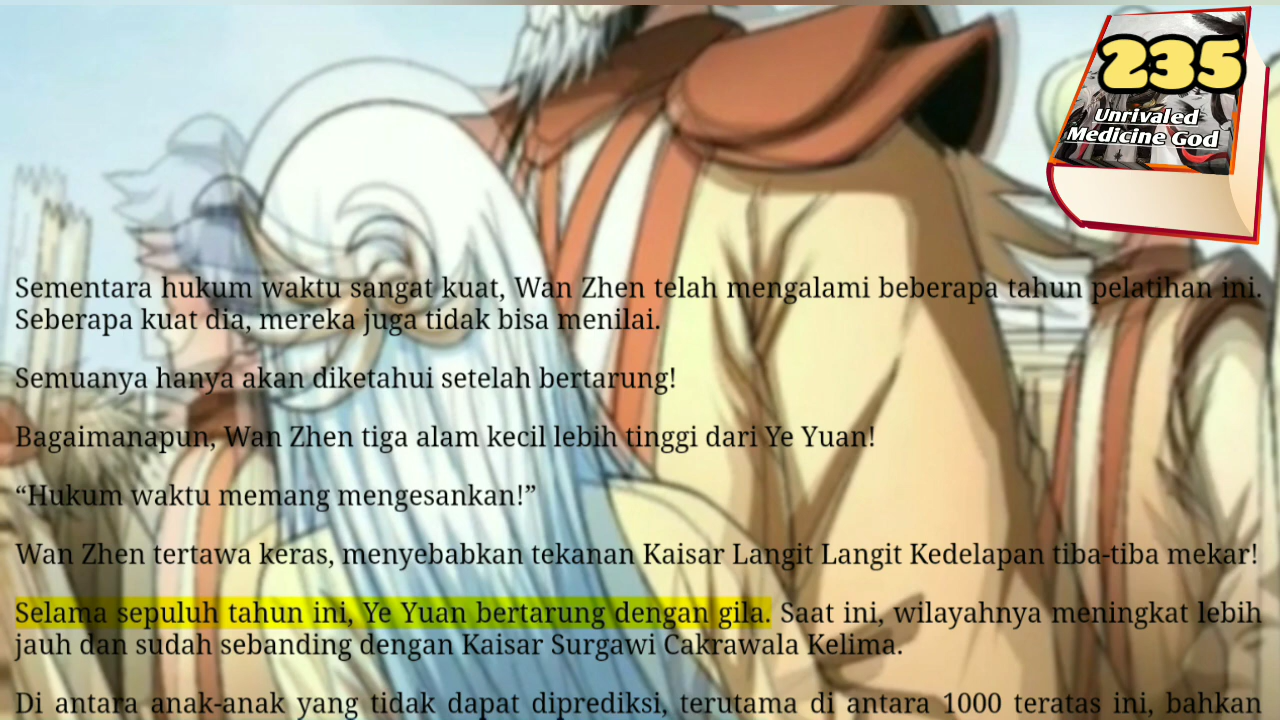 235
Unrivaled
Medicine God
Sementara hukum waktu sangat kuat, Wan Zhen telah mengalami beberapa tahun pelatihan ini.
Seberapa kuat dia, mereka juga tidak bisa menilai.
Semuanya hanya akan diketahui setelah bertarung!
Bagaimanapun, Wan Zhen tiga alam kecil lebih tinggi dari Ye Yuan!
“Hukum waktu memang mengesankan!”
Wan Zhen tertawa keras, menyebabkan tekanan Kaisar Langit Langit Kedelapan tiba-tiba mekar!
Selama sepuluh tahun ini, Ye Yuan bertarung dengan gila. Saat ini, wilayahnya meningkat lebih
jauh dan sudah sebanding dengan Kaisar Surgawi Cakrawala Kelima.
Di antara anak-anak yang tidak dapat diprediksi, terutama di antara 1000 teratas ini, bahkan